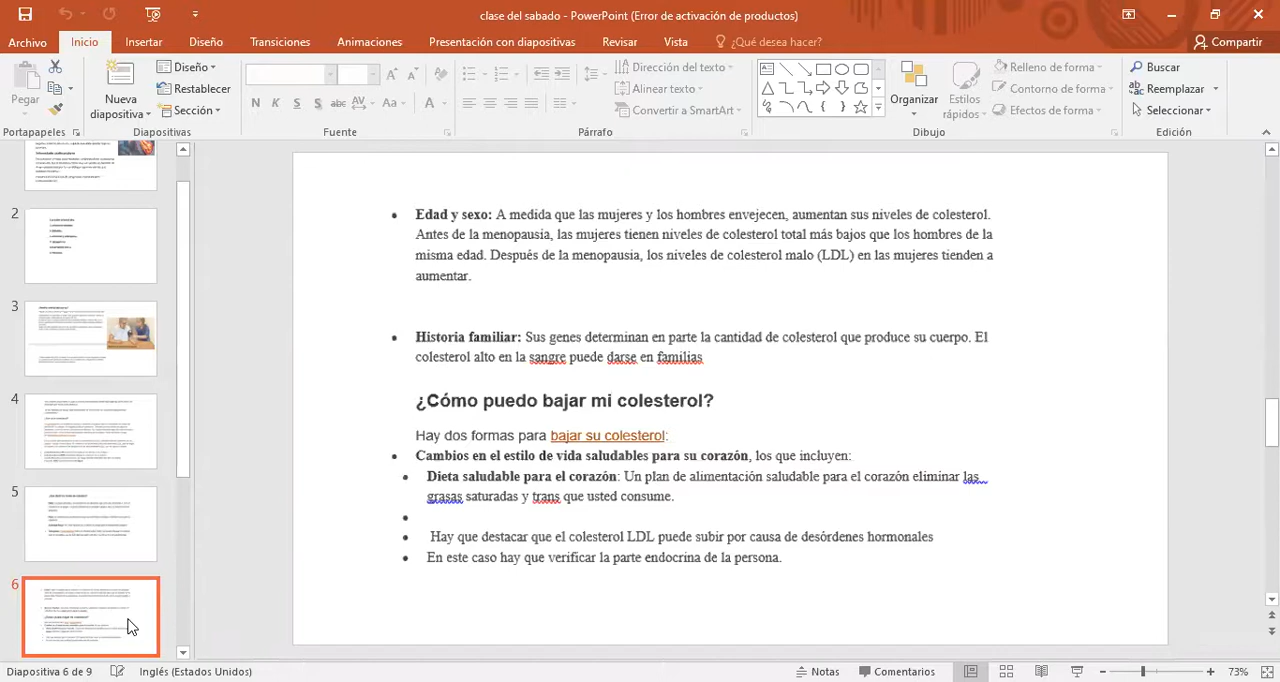 clase del sabado - PowerPoint (Error de activación de productos)
Archivo Inicio Insertar Diseño Transiciones Animaciones Presentación con diapositivas Revisar Vista ¿Qué desea hacer? Compartir
Pegar
Nueva diapositiva
Diseño
Restablecer
Sección
N K S S abc AV Aa A
Dirección del texto
Alinear texto
Convertir a SmartArt
Organizar
Estilos rápidos
Relleno de forma
Contorno de forma
Efectos de forma
Buscar
Reemplazar
Seleccionar
Portapapeles Diapositivas Fuente Párrafo Dibujo Edición
2
3
4
5
6
Edad y sexo: A medida que las mujeres y los hombres envejecen, aumentan sus niveles de colesterol.
Antes de la menopausia, las mujeres tienen niveles de colesterol total más bajos que los hombres de la
misma edad. Después de la menopausia, los niveles de colesterol malo (LDL) en las mujeres tienden a
aumentar.
Historia familiar: Sus genes determinan en parte la cantidad de colesterol que produce su cuerpo. El
colesterol alto en la sangre puede darse en familias
¿Cómo puedo bajar mi colesterol?
Hay dos formas para bajar su colesterol:
Cambios en el estilo de vida saludables para su corazón, los que incluyen:
Dieta saludable para el corazón: Un plan de alimentación saludable para el corazón eliminar las
grasas saturadas y trans que usted consume.
Hay que destacar que el colesterol LDL puede subir por causa de desórdenes hormonales
En este caso hay que verificar la parte endocrina de la persona.
Diapositiva 6 de 9 Inglés (Estados Unidos) Notas Comentarios 73%